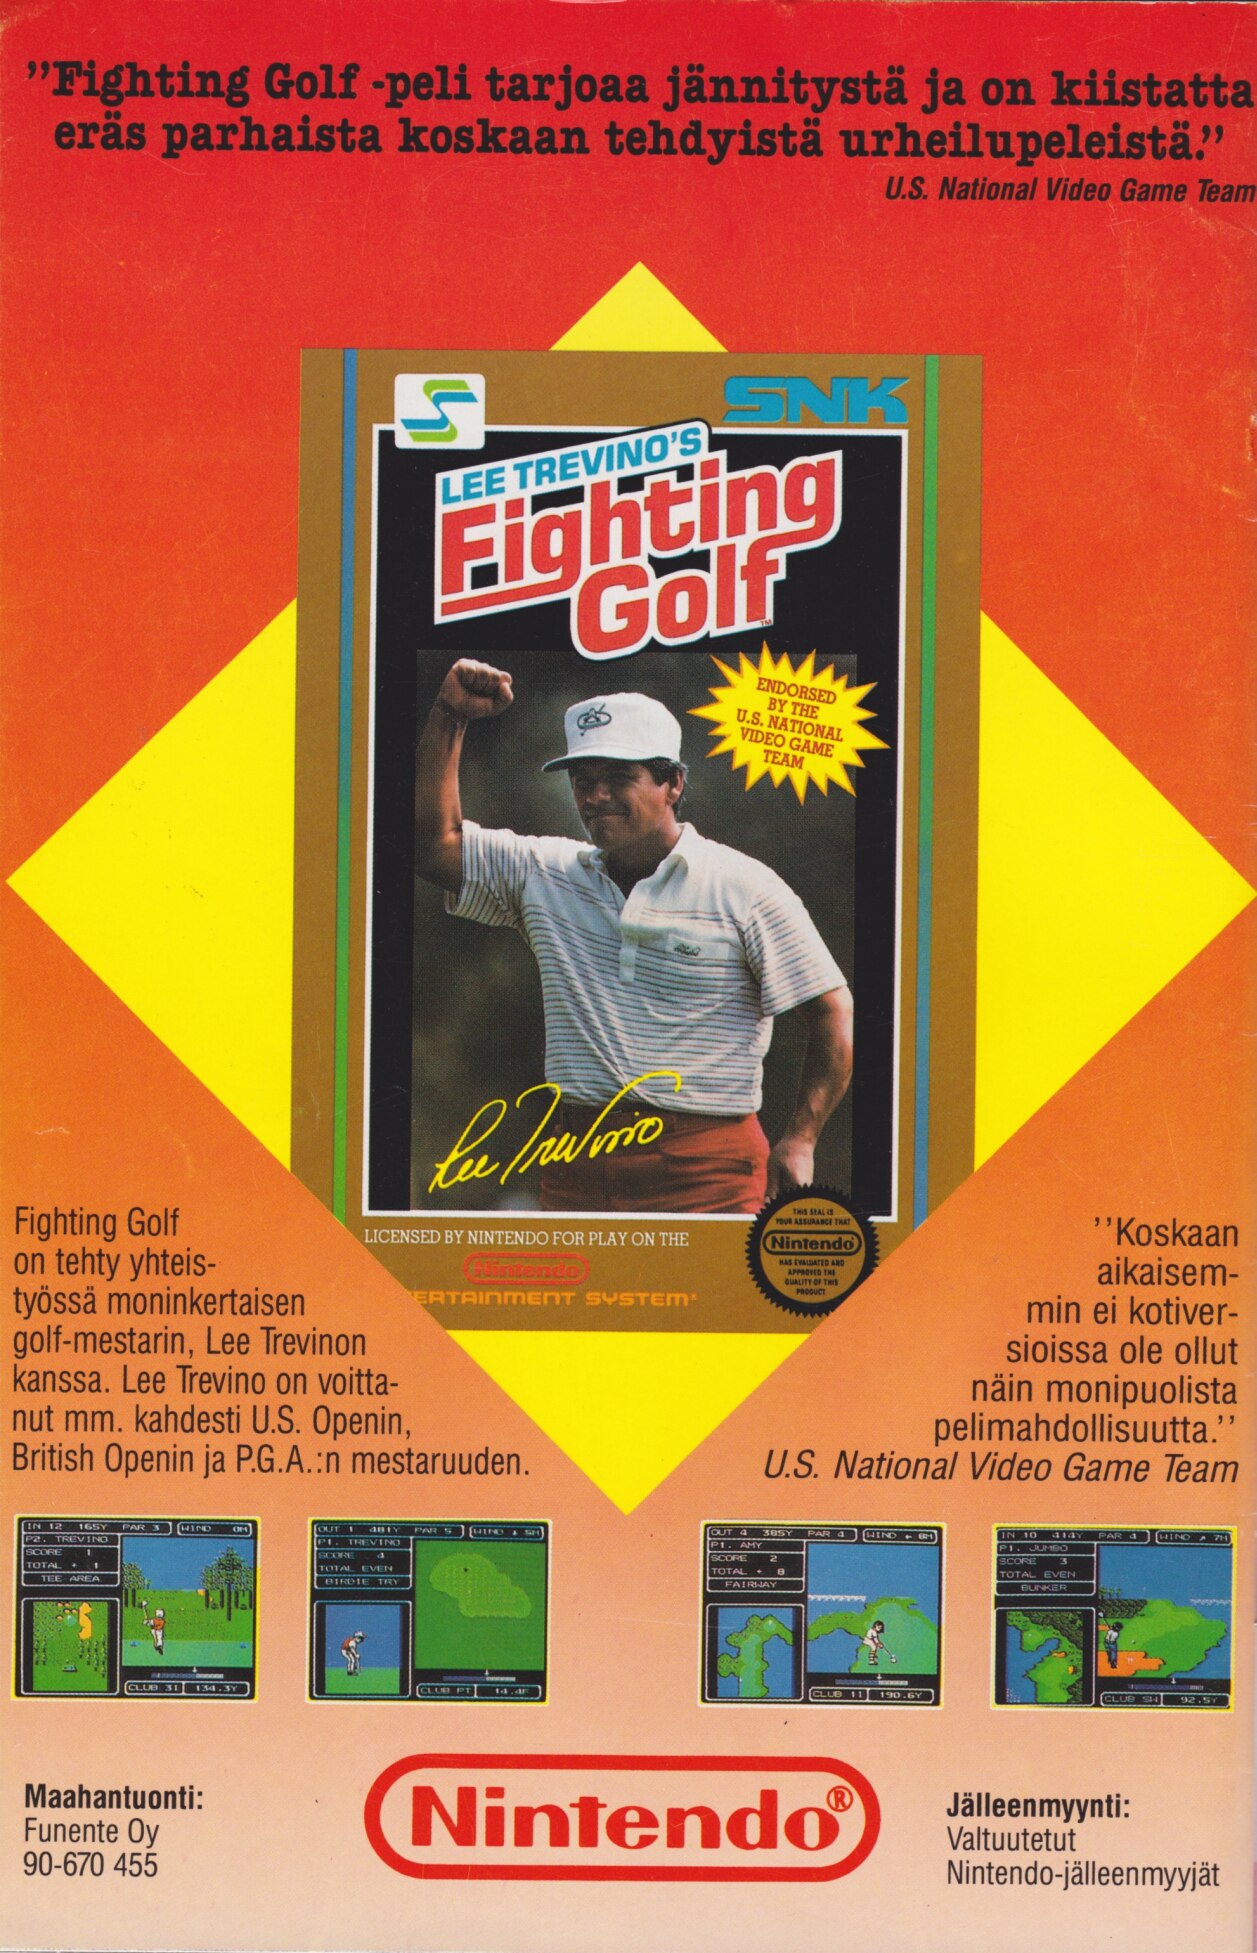 ”Fighting Golf -peli tarjoaa jännitystä ja on kiistatta
eräs parhaista koskaan tehdyistä urheilupeleistä.”
U.S. National Video Game Team
SNK
LEE TREVINO'S
Fighting
Golf™
ENDORSED
BY THE
U.S. NATIONAL
VIDEO GAME
TEAM
Lee Trevino
LICENSED BY NINTENDO FOR PLAY ON THE
Nintendo
ERTAINMENT SYSTEM
THIS SEAL IS
YOUR ASSURANCE THAT
Nintendo
HAS EVALUATED AND
APPROVED THE
QUALITY OF THIS
PRODUCT
Fighting Golf
on tehty yhteis-
työssä moninkertaisen
golf-mestarin, Lee Trevinon
kanssa. Lee Trevino on voitta-
nut mm. kahdesti U.S. Openin,
British Openin ja P.G.A.:n mestaruuden.
”Koskaan
aikaisem-
min ei kotiver-
sioissa ole ollut
näin monipuolista
pelimahdollisuutta.”
U.S. National Video Game Team
IN 12 165Y PAR 3 WIND 0M
P2. TREVINO
SCORE 1
TOTAL + 1
TEE AREA
CLUB 3I 134.3Y
OUT 1 481Y PAR 5 WIND 5M
P1. TREVINO
SCORE 4
TOTAL EVEN
BIRDIE TRY
CLUB PT 14.4F
OUT 4 385Y PAR 4 WIND ← 8M
P1. AMY
SCORE 2
TOTAL + 8
FAIRWAY
CLUB 1I 190.6Y
IN 10 414Y PAR 4 WIND ↗ 7M
P1. JUMBO
SCORE 3
TOTAL EVEN
BUNKER
CLUB SW 92.5Y
Maahantuonti:
Funente Oy
90-670 455
Nintendo®
Jälleenmyynti:
Valtuutetut
Nintendo-jälleenmyyjät